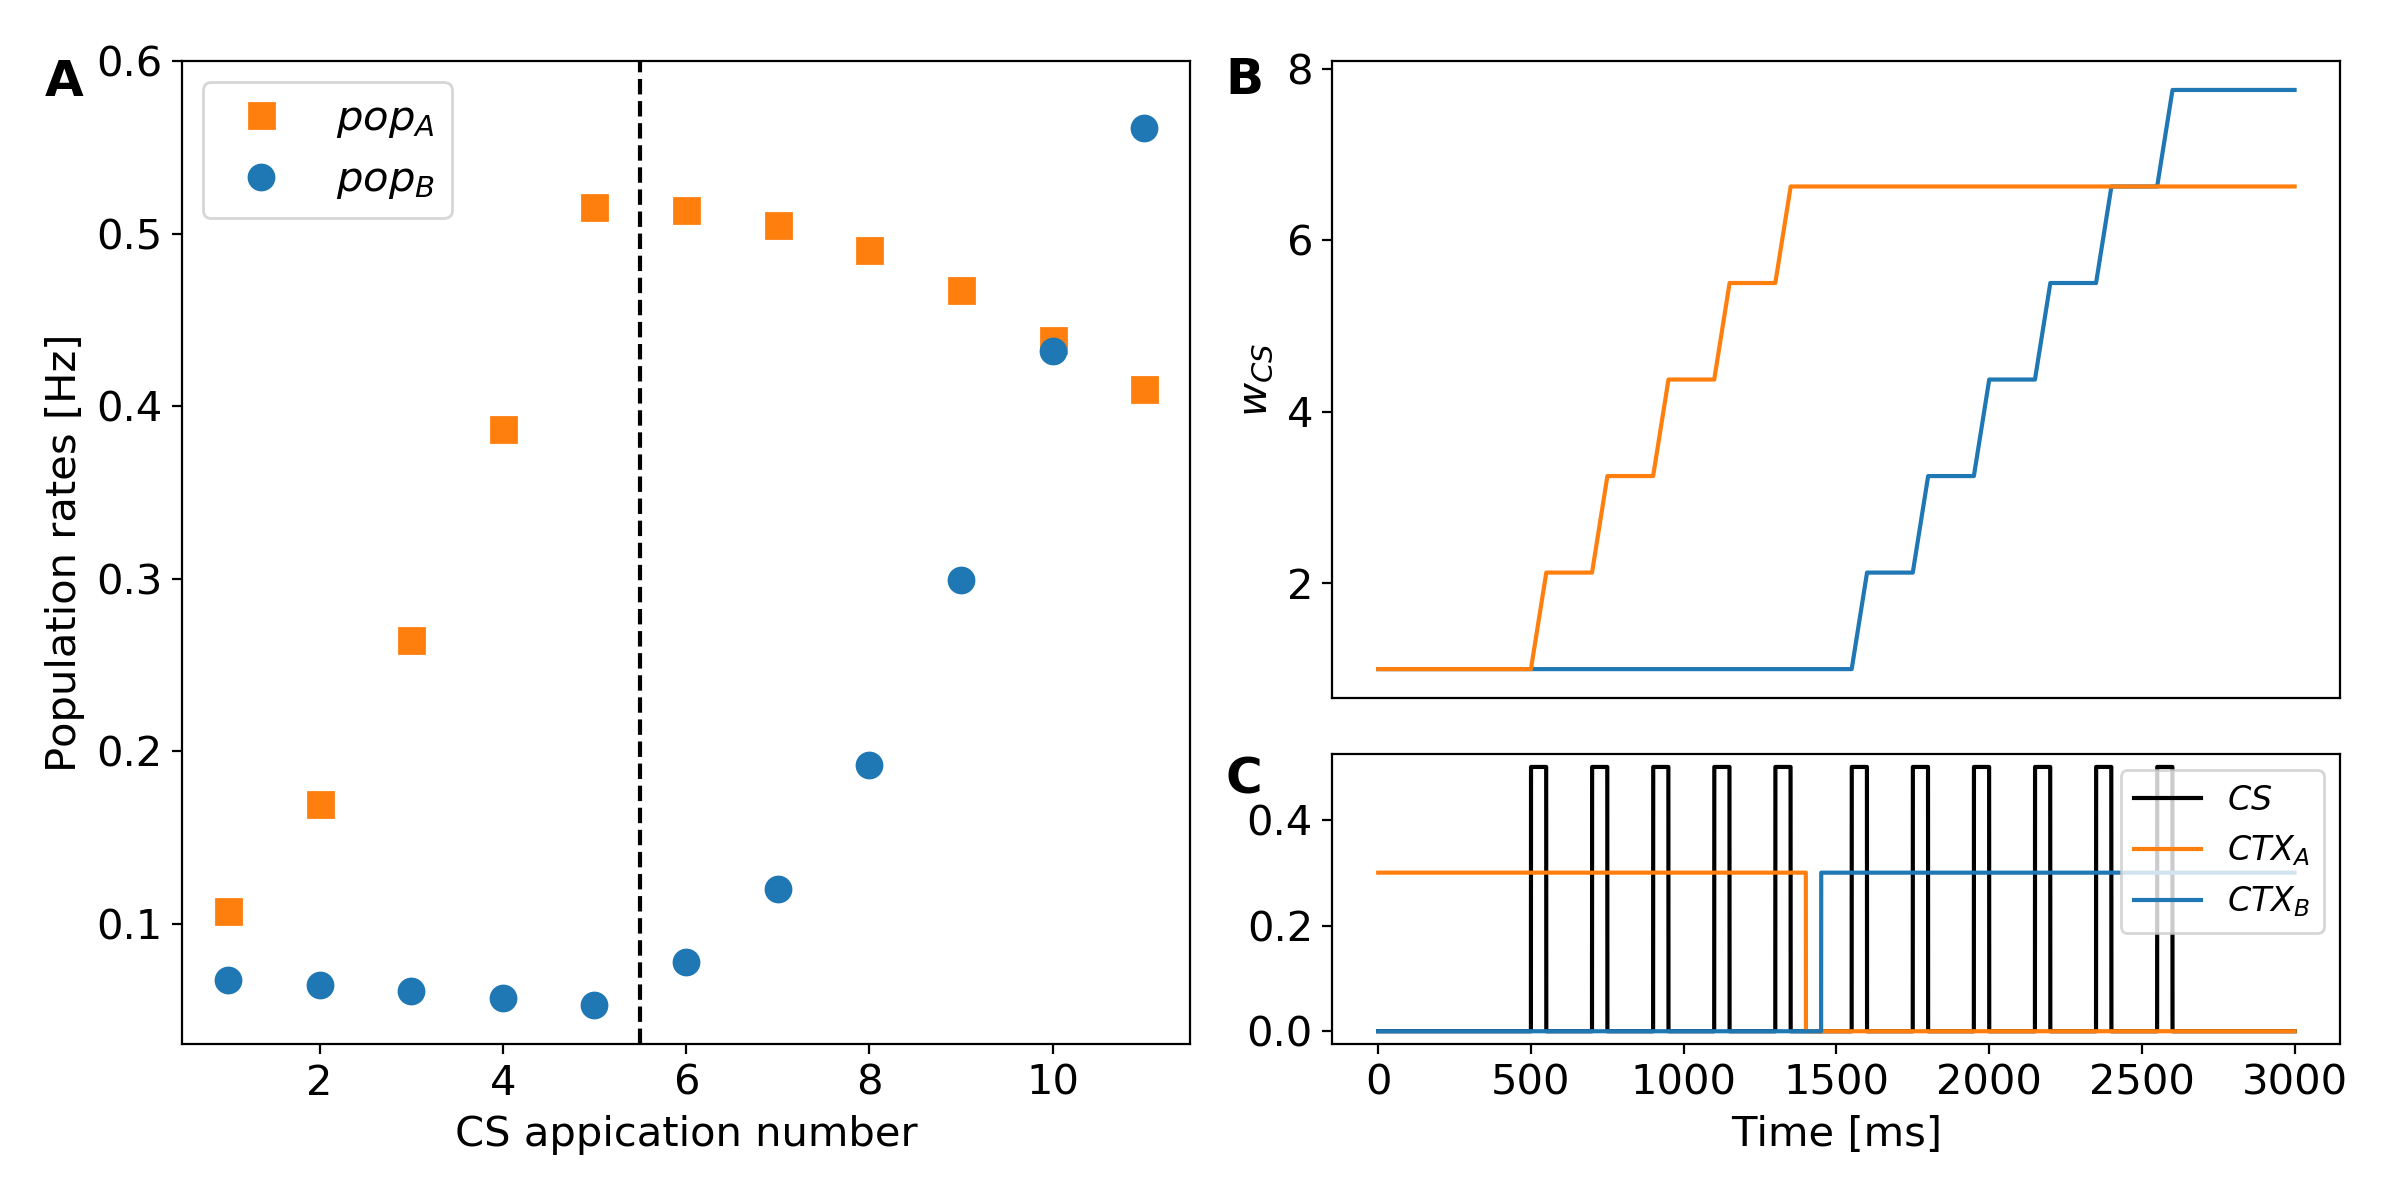 A
0.6
0.5
0.4
0.3
0.2
0.1
Population rates [Hz]
pop_A
pop_B
2 4 6 8 10
CS appication number
B
8
6
4
2
w_CS
C
0.4
0.2
0.0
CS
CTX_A
CTX_B
0 500 1000 1500 2000 2500 3000
Time [ms]